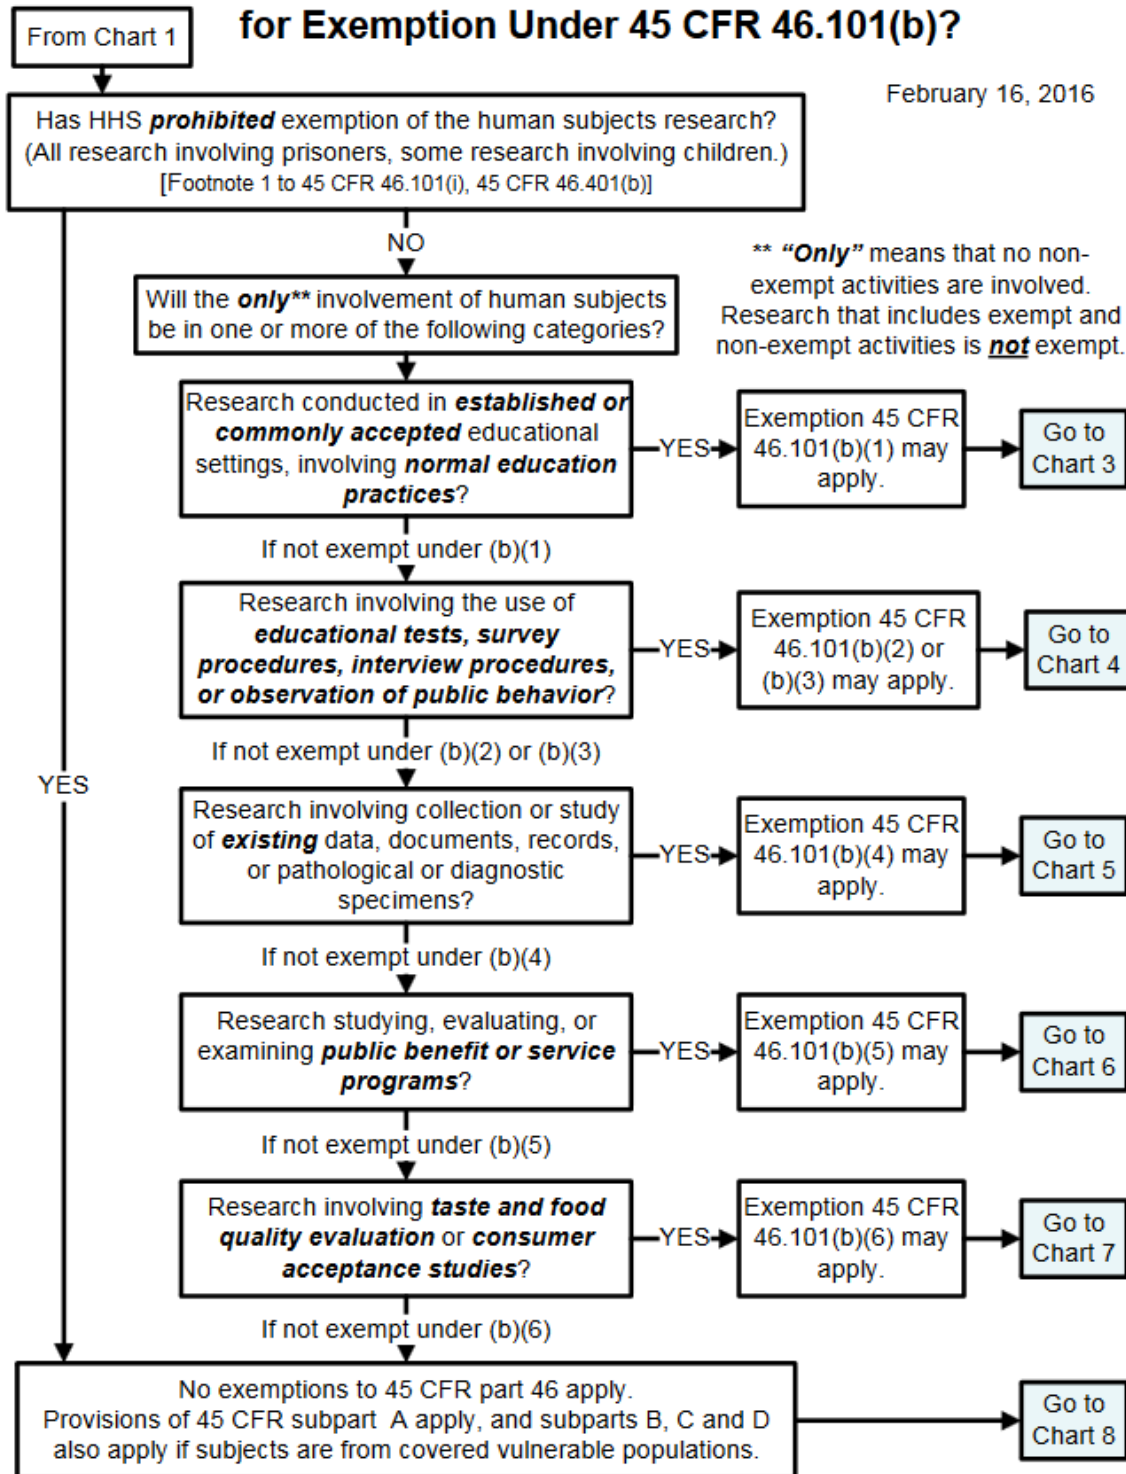 for Exemption Under 45 CFR 46.101(b)?
From Chart 1
February 16, 2016
Has HHS prohibited exemption of the human subjects research?
(All research involving prisoners, some research involving children.)
[Footnote 1 to 45 CFR 46.101(i), 45 CFR 46.401(b)]
NO
** "Only" means that no non-
exempt activities are involved.
Research that includes exempt and
non-exempt activities is not exempt.
Will the only** involvement of human subjects
be in one or more of the following categories?
Research conducted in established or
commonly accepted educational
settings, involving normal education
practices?
YES
Exemption 45 CFR
46.101(b)(1) may
apply.
Go to
Chart 3
If not exempt under (b)(1)
Research involving the use of
educational tests, survey
procedures, interview procedures,
or observation of public behavior?
YES
Exemption 45 CFR
46.101(b)(2) or
(b)(3) may apply.
Go to
Chart 4
If not exempt under (b)(2) or (b)(3)
YES
Research involving collection or study
of existing data, documents, records,
or pathological or diagnostic
specimens?
YES
Exemption 45 CFR
46.101(b)(4) may
apply.
Go to
Chart 5
If not exempt under (b)(4)
Research studying, evaluating, or
examining public benefit or service
programs?
YES
Exemption 45 CFR
46.101(b)(5) may
apply.
Go to
Chart 6
If not exempt under (b)(5)
Research involving taste and food
quality evaluation or consumer
acceptance studies?
YES
Exemption 45 CFR
46.101(b)(6) may
apply.
Go to
Chart 7
If not exempt under (b)(6)
No exemptions to 45 CFR part 46 apply.
Provisions of 45 CFR subpart A apply, and subparts B, C and D
also apply if subjects are from covered vulnerable populations.
Go to
Chart 8